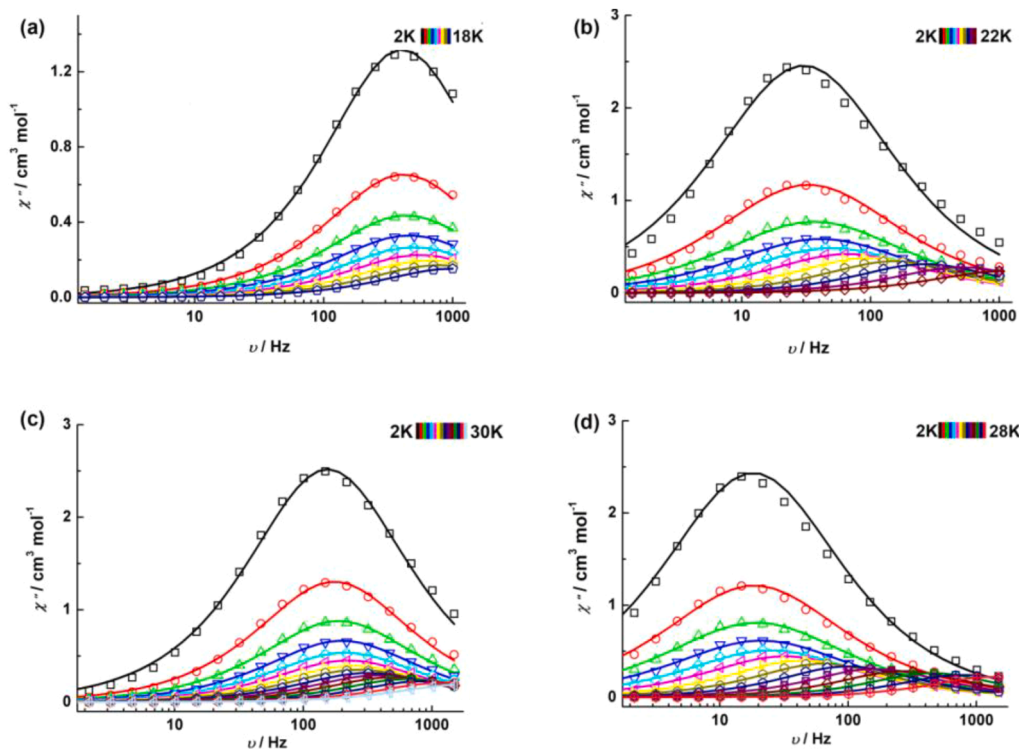 (a)
2K 18K
χ'' / cm³ mol⁻¹
1.2
0.8
0.4
0.0
10 100 1000
υ / Hz
(b)
2K 22K
χ'' / cm³ mol⁻¹
3
2
1
0
10 100 1000
υ / Hz
(c)
2K 30K
χ'' / cm³ mol⁻¹
3
2
1
0
10 100 1000
υ / Hz
(d)
2K 28K
χ'' / cm³ mol⁻¹
3
2
1
0
10 100 1000
υ / Hz